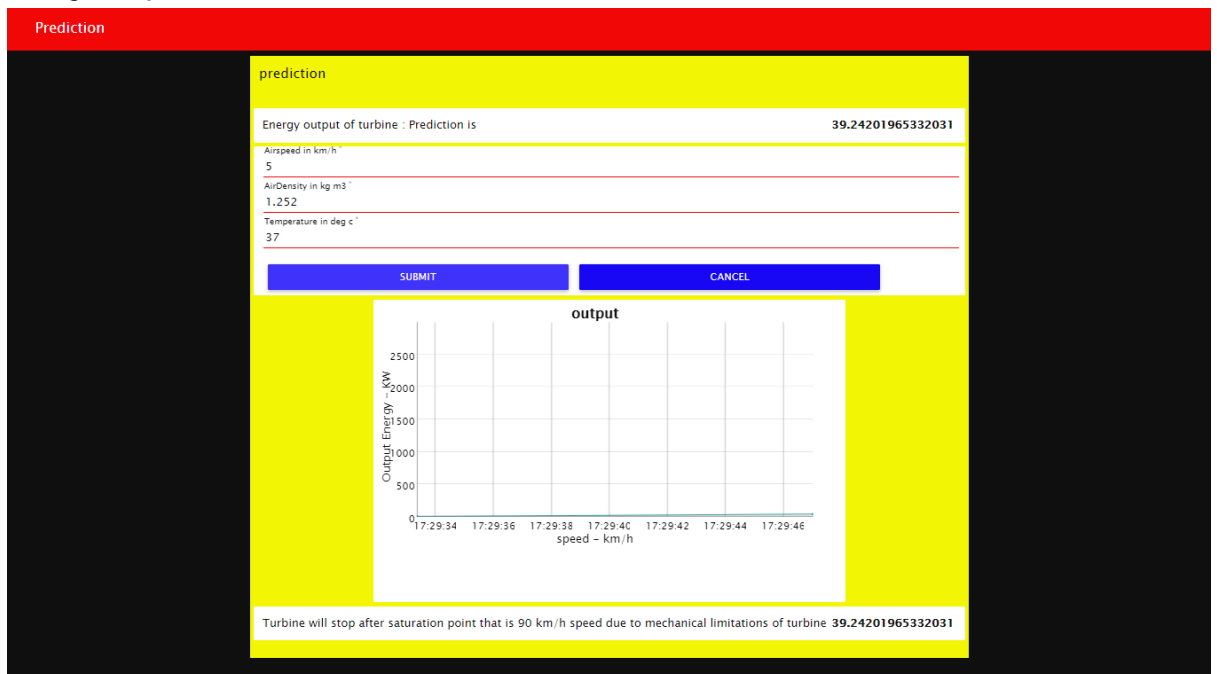 Prediction
prediction
Energy output of turbine : Prediction is 39.24201965332031
Airspeed in km/h *
5
AirDensity in kg m3 *
1.252
Temperature in deg c *
37
SUBMIT CANCEL
output
Output Energy - KW
2500
2000
1500
1000
500
0
17:29:34 17:29:36 17:29:38 17:29:40 17:29:42 17:29:44 17:29:46
speed - km/h
Turbine will stop after saturation point that is 90 km/h speed due to mechanical limitations of turbine 39.24201965332031